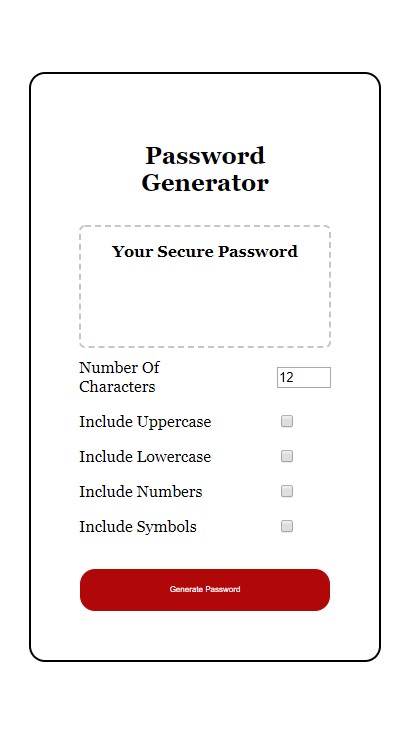 Password
Generator
Your Secure Password
Number Of
Characters
12
Include Uppercase
Include Lowercase
Include Numbers
Include Symbols
Generate Password